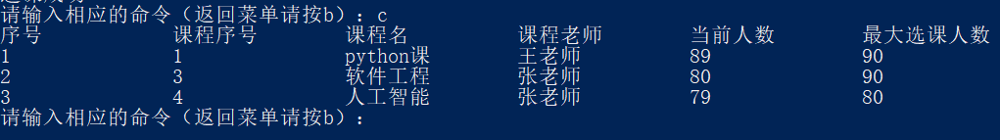 请输入相应的命令（返回菜单请按b）：c
序号 课程序号 课程名 课程老师 当前人数 最大选课人数
1 1 python课 王老师 89 90
2 3 软件工程 张老师 80 90
3 4 人工智能 张老师 79 80
请输入相应的命令（返回菜单请按b）：